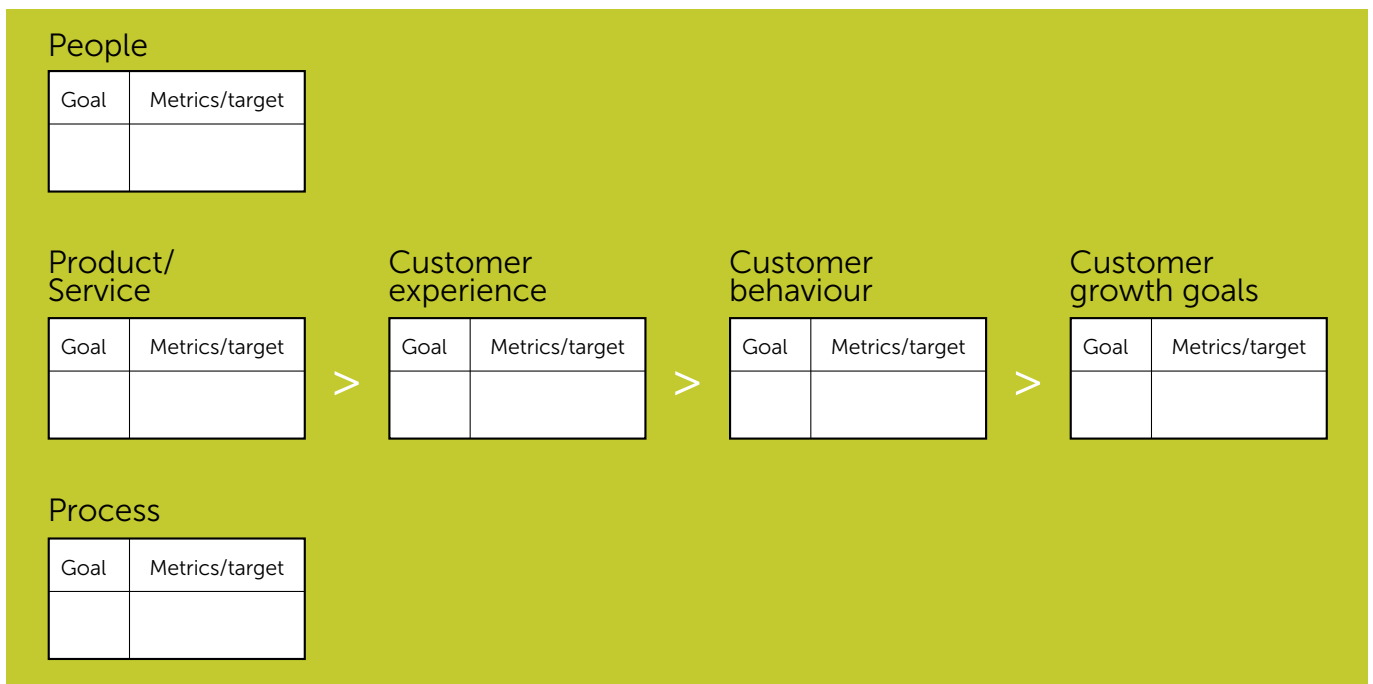 People
Goal Metrics/target
Product/
Service
Goal Metrics/target
>
Customer
experience
Goal Metrics/target
>
Customer
behaviour
Goal Metrics/target
>
Customer
growth goals
Goal Metrics/target
Process
Goal Metrics/target